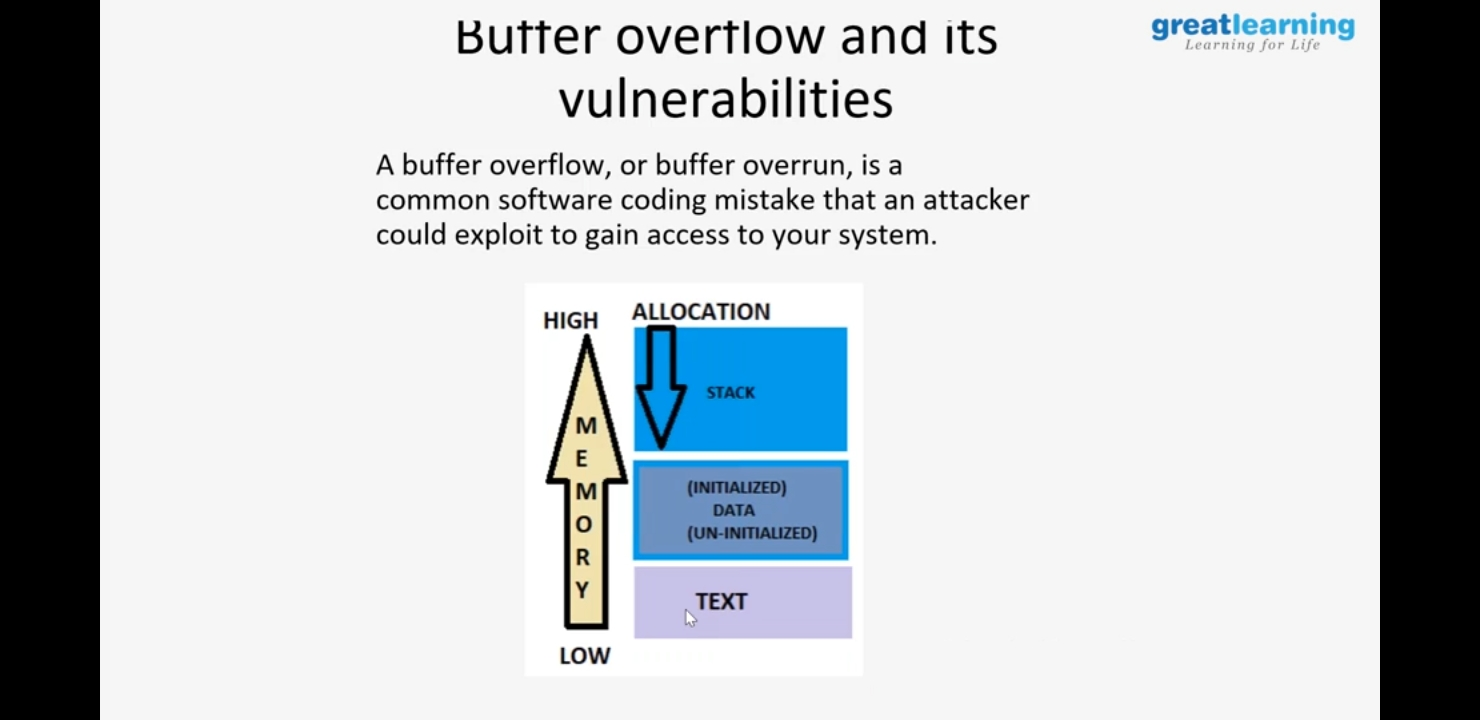 Buffer overflow and its
vulnerabilities
greatlearning
Learning for Life
A buffer overflow, or buffer overrun, is a
common software coding mistake that an attacker
could exploit to gain access to your system.
HIGH
ALLOCATION
STACK
MEMORY
(INITIALIZED)
DATA
(UN-INITIALIZED)
TEXT
LOW